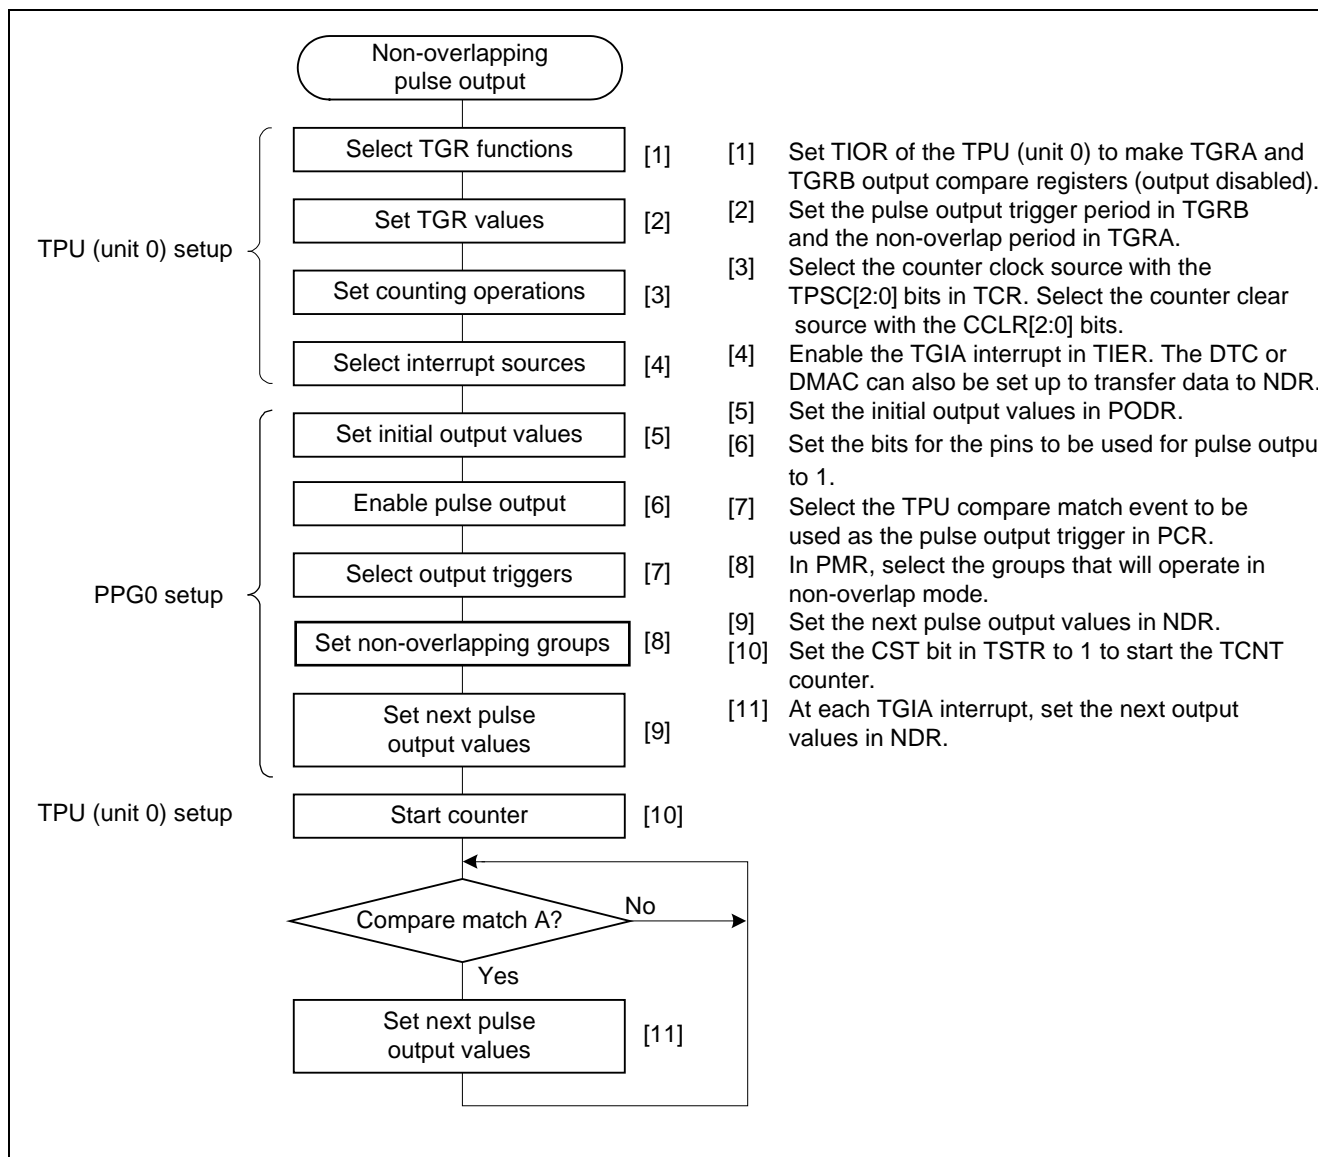 Non-overlapping
pulse output
Select TGR functions
[1]
Set TGR values
[2]
TPU (unit 0) setup
Set counting operations
[3]
Select interrupt sources
[4]
Set initial output values
[5]
Enable pulse output
[6]
Select output triggers
[7]
PPG0 setup
Set non-overlapping groups
[8]
Set next pulse
output values
[9]
TPU (unit 0) setup
Start counter
[10]
Compare match A?
No
Yes
Set next pulse
output values
[11]
[1] Set TIOR of the TPU (unit 0) to make TGRA and
TGRB output compare registers (output disabled).
[2] Set the pulse output trigger period in TGRB
and the non-overlap period in TGRA.
[3] Select the counter clock source with the
TPSC[2:0] bits in TCR. Select the counter clear
source with the CCLR[2:0] bits.
[4] Enable the TGIA interrupt in TIER. The DTC or
DMAC can also be set up to transfer data to NDR.
[5] Set the initial output values in PODR.
[6] Set the bits for the pins to be used for pulse outpu
to 1.
[7] Select the TPU compare match event to be
used as the pulse output trigger in PCR.
[8] In PMR, select the groups that will operate in
non-overlap mode.
[9] Set the next pulse output values in NDR.
[10] Set the CST bit in TSTR to 1 to start the TCNT
counter.
[11] At each TGIA interrupt, set the next output
values in NDR.